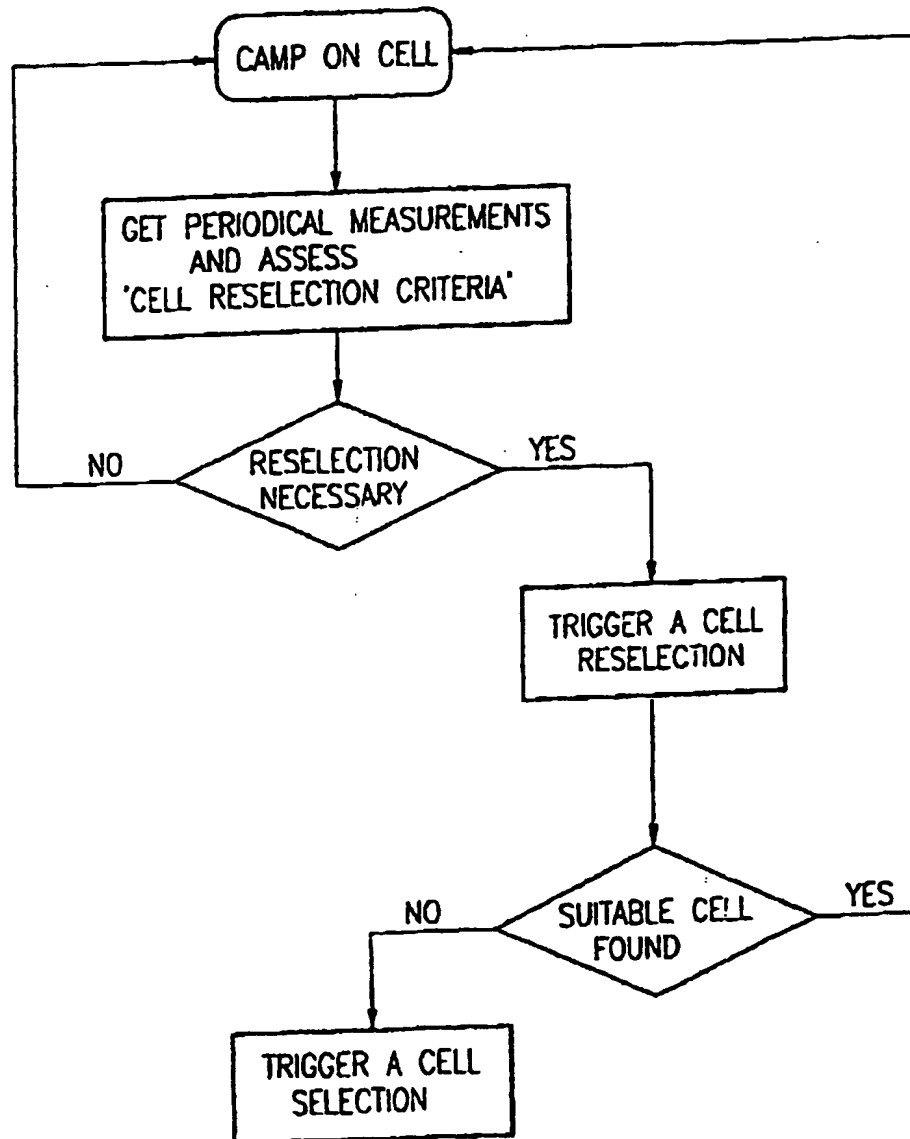 CAMP ON CELL
GET PERIODICAL MEASUREMENTS
AND ASSESS
"CELL RESELECTION CRITERIA"
NO
RESELECTION
NECESSARY
YES
TRIGGER A CELL
RESELECTION
NO
SUITABLE CELL
FOUND
YES
TRIGGER A CELL
SELECTION